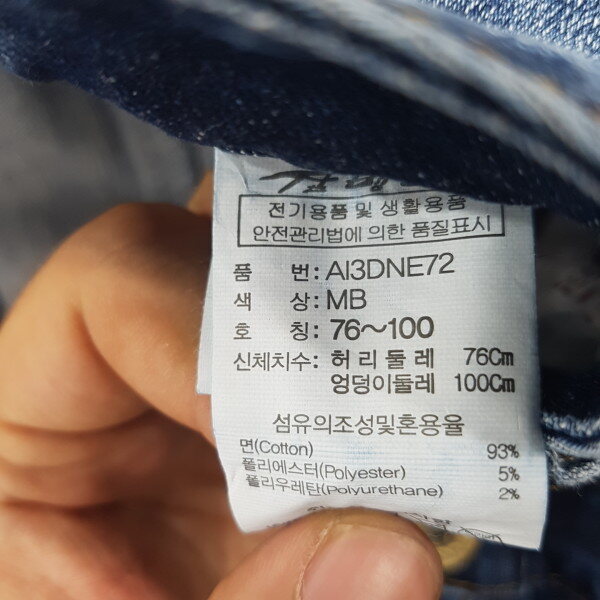 전기용품 및 생활용품
안전관리법에 의한 품질표시
품 번: AI3DNE72
색 상: MB
호 칭: 76~100
신체치수: 허리둘레 76Cm
엉덩이둘레 100Cm
섬유의조성및혼용율
면(Cotton) 93%
폴리에스터(Polyester) 5%
폴리우레탄(Polyurethane) 2%